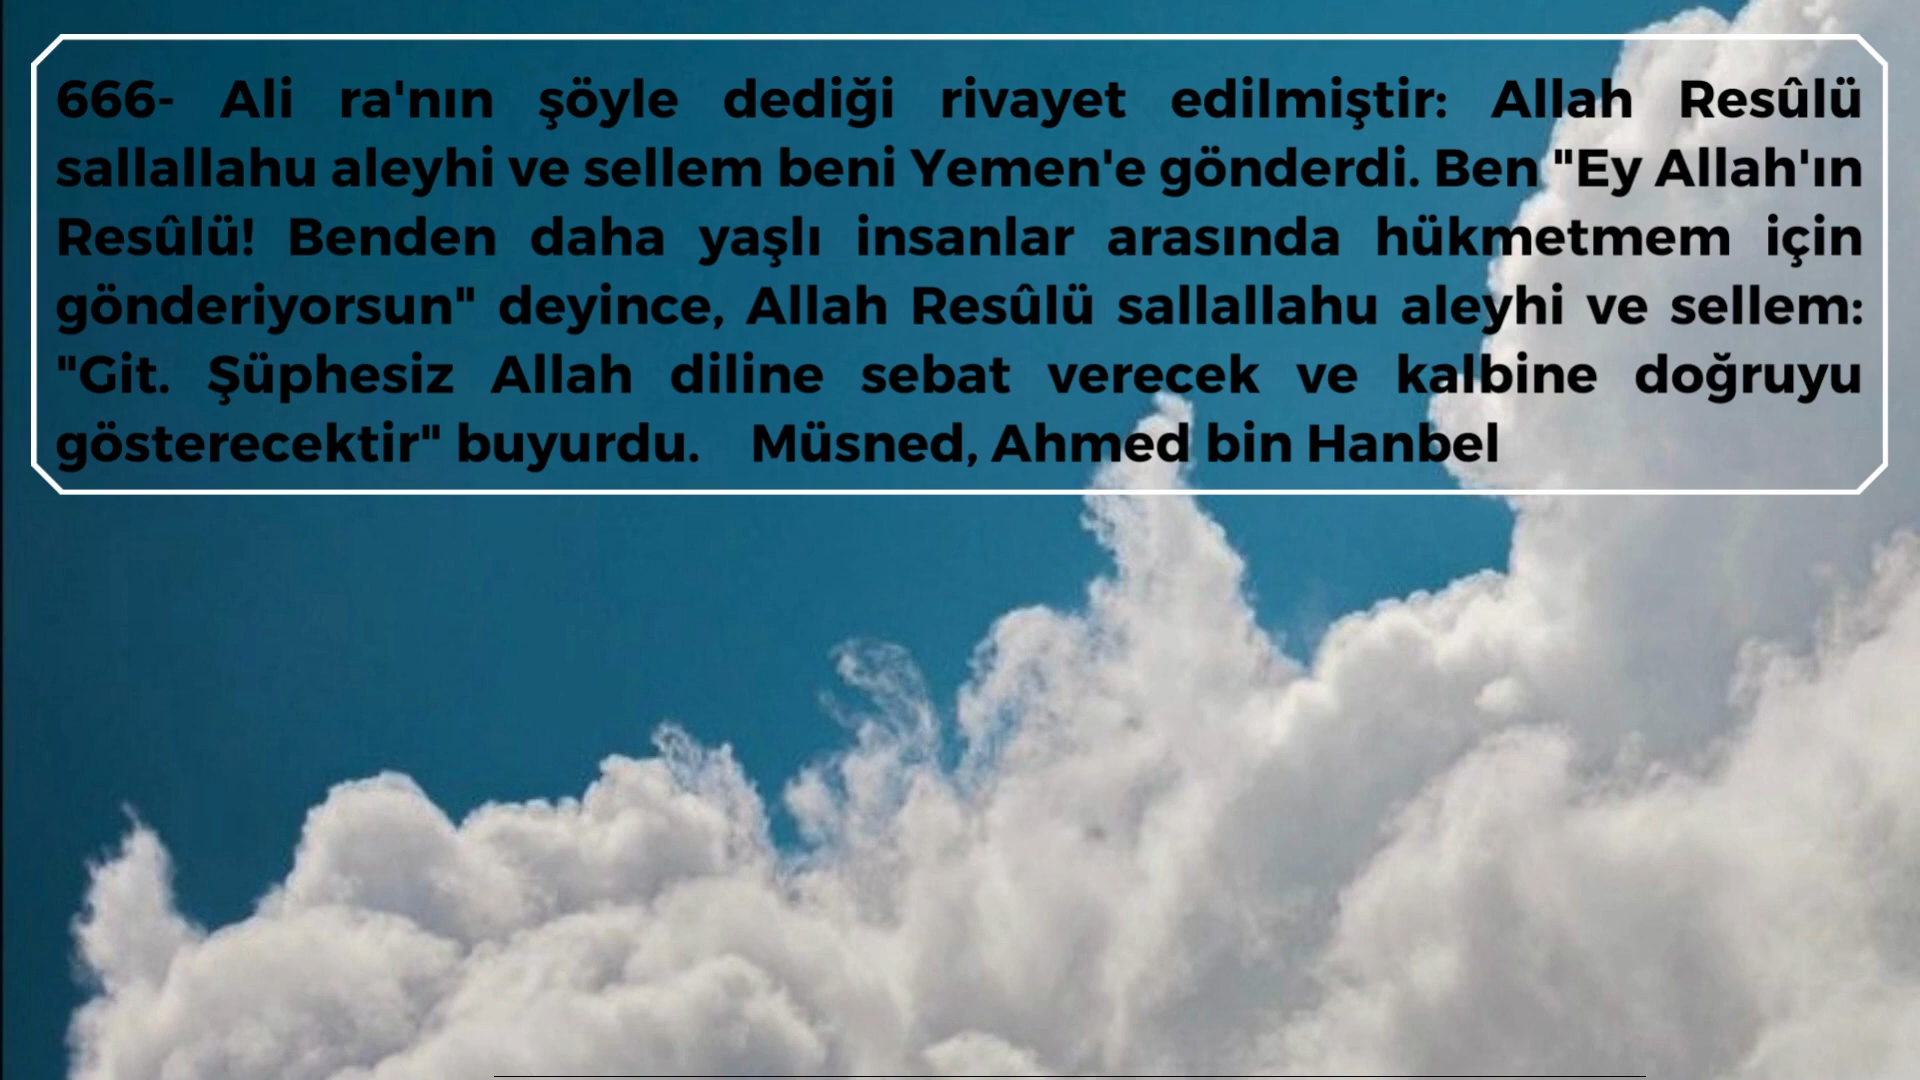 666- Ali ra'nın şöyle dediği rivayet edilmiştir: Allah Resûlü
sallallahu aleyhi ve sellem beni Yemen'e gönderdi. Ben "Ey Allah'ın
Resûlü! Benden daha yaşlı insanlar arasında hükmetmem için
gönderiyorsun" deyince, Allah Resûlü sallallahu aleyhi ve sellem:
"Git. Şüphesiz Allah diline sebat verecek ve kalbine doğruyu
gösterecektir" buyurdu. Müsned, Ahmed bin Hanbel